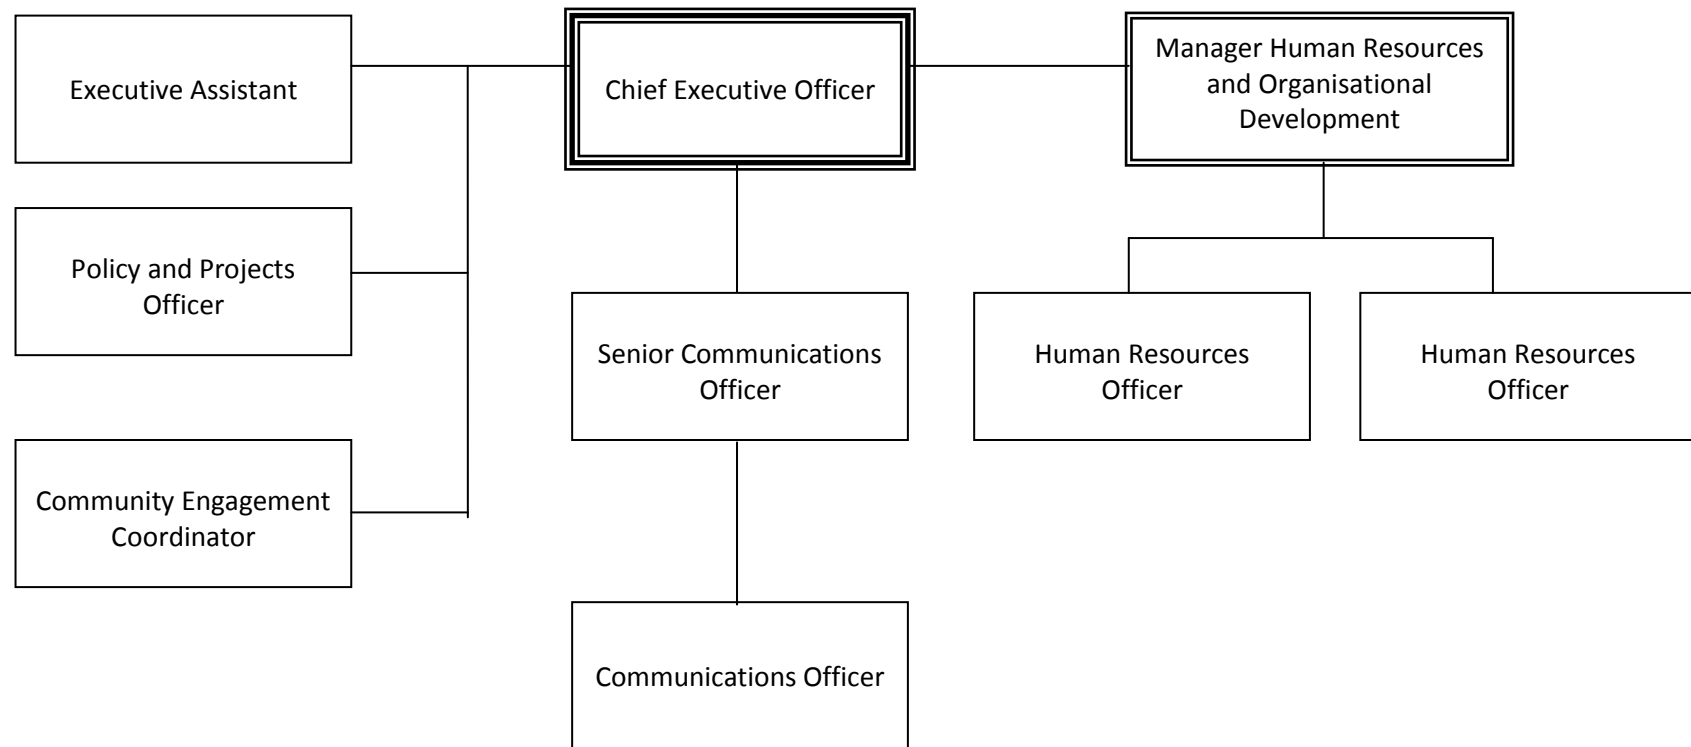 Executive Assistant
Chief Executive Officer
Manager Human Resources
and Organisational
Development
Policy and Projects
Officer
Senior Communications
Officer
Human Resources
Officer
Human Resources
Officer
Community Engagement
Coordinator
Communications Officer